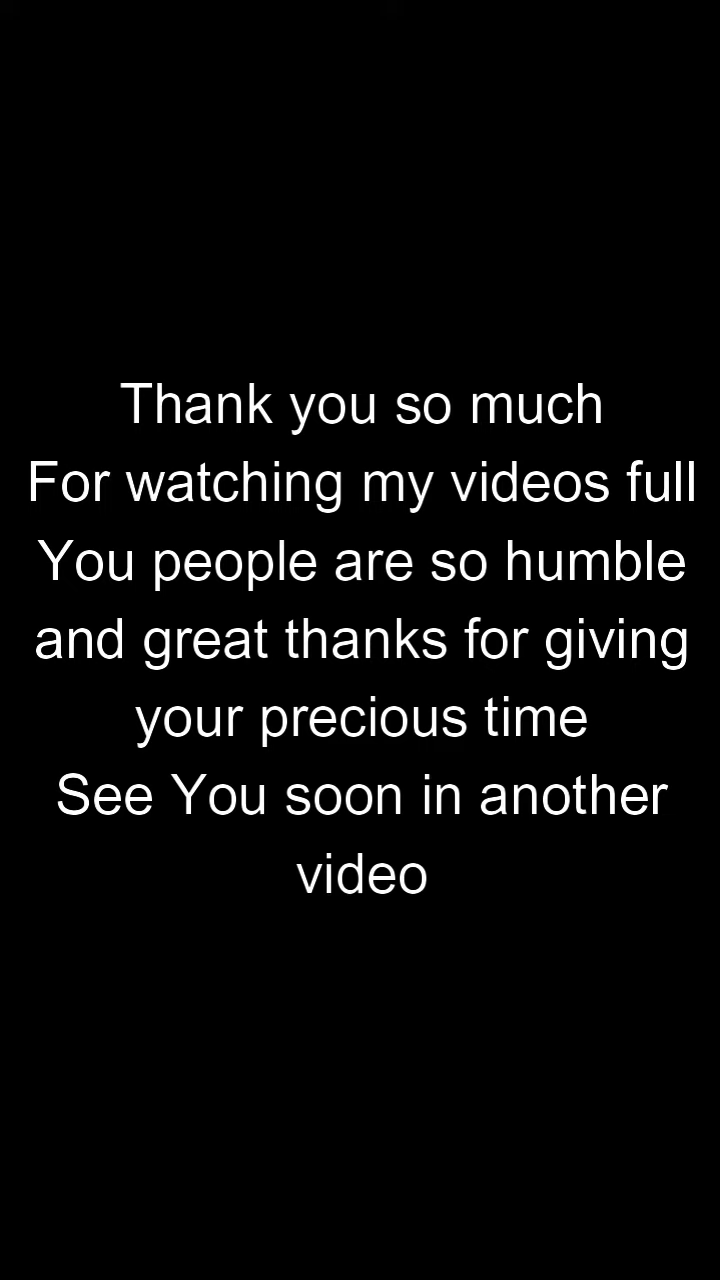 Thank you so much
For watching my videos full
You people are so humble
and great thanks for giving
your precious time
See You soon in another
video